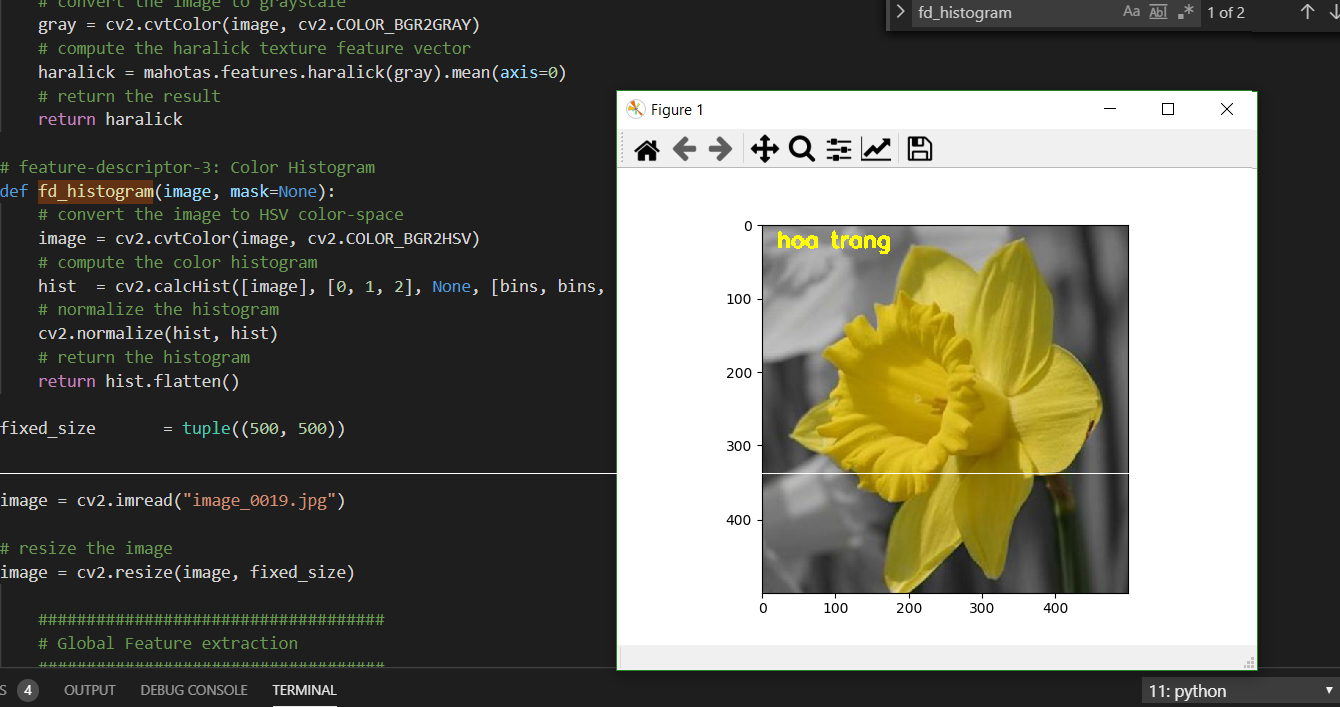 # convert the image to grayscale
gray = cv2.cvtColor(image, cv2.COLOR_BGR2GRAY)
# compute the haralick texture feature vector
haralick = mahotas.features.haralick(gray).mean(axis=0)
# return the result
return haralick
# feature-descriptor-3: Color Histogram
def fd_histogram(image, mask=None):
# convert the image to HSV color-space
image = cv2.cvtColor(image, cv2.COLOR_BGR2HSV)
# compute the color histogram
hist  = cv2.calcHist([image], [0, 1, 2], None, [bins, bins,
# normalize the histogram
cv2.normalize(hist, hist)
# return the histogram
return hist.flatten()
fixed_size       = tuple((500, 500))
image = cv2.imread("image_0019.jpg")
# resize the image
image = cv2.resize(image, fixed_size)
####################################
# Global Feature extraction
####################################
fd_histogram Aa Abl .* 1 of 2
Figure 1
hoa trang
0
100
200
300
400
0 100 200 300 400
S 4 OUTPUT DEBUG CONSOLE TERMINAL
11: python